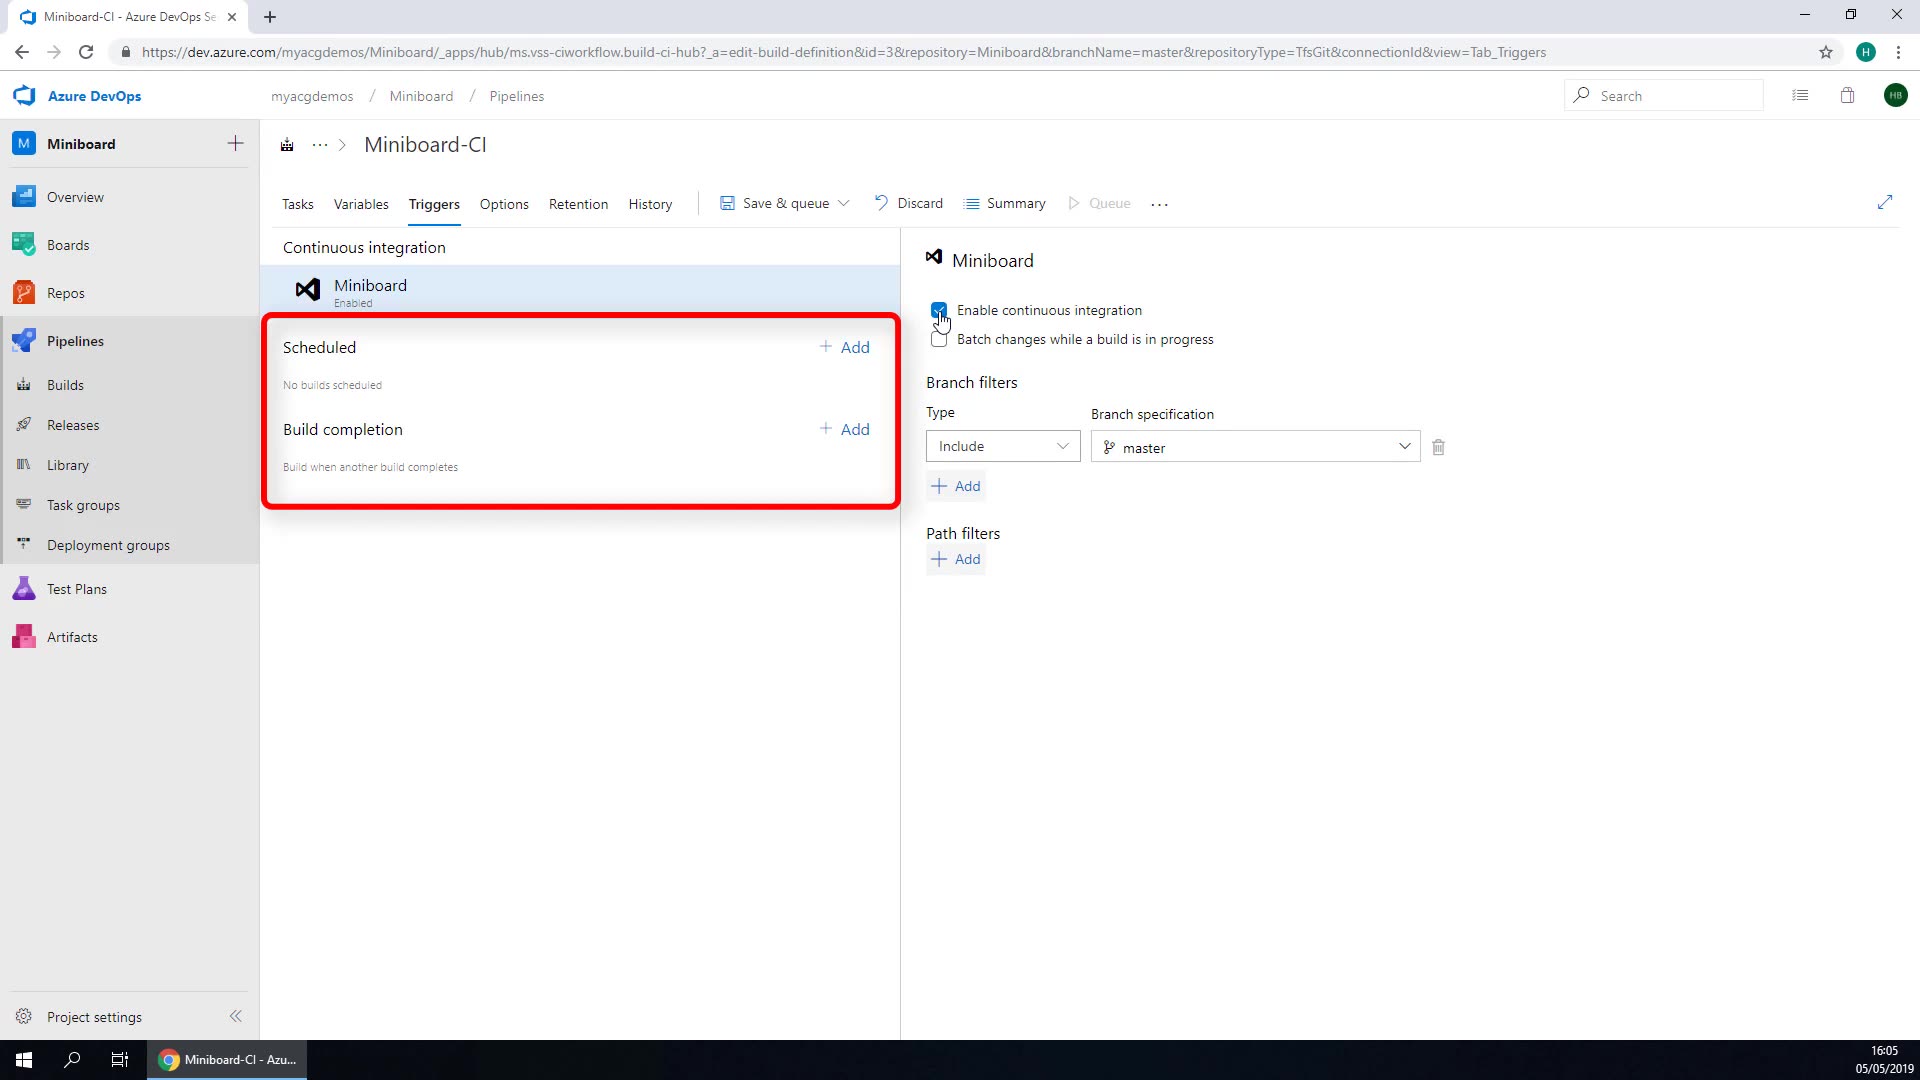 Miniboard-CI - Azure DevOps Se
https://dev.azure.com/myacgdemos/Miniboard/_apps/hub/ms.vss-ciworkflow.build-ci-hub?_a=edit-build-definition&id=3&repository=Miniboard&branchName=master&repositoryType=TfsGit&connectionId&view=Tab_Triggers
H
Azure DevOps
myacgdemos / Miniboard / Pipelines
Search
HB
M Miniboard
Overview
Boards
Repos
Pipelines
Builds
Releases
Library
Task groups
Deployment groups
Test Plans
Artifacts
Project settings
... > Miniboard-CI
Tasks Variables Triggers Options Retention History Save & queue Discard Summary Queue ...
Continuous integration
Miniboard
Enabled
Scheduled
+ Add
No builds scheduled
Build completion
+ Add
Build when another build completes
Miniboard
Enable continuous integration
Batch changes while a build is in progress
Branch filters
Type Branch specification
Include master
+ Add
Path filters
+ Add
Miniboard-CI - Azu...
16:05
05/05/2019